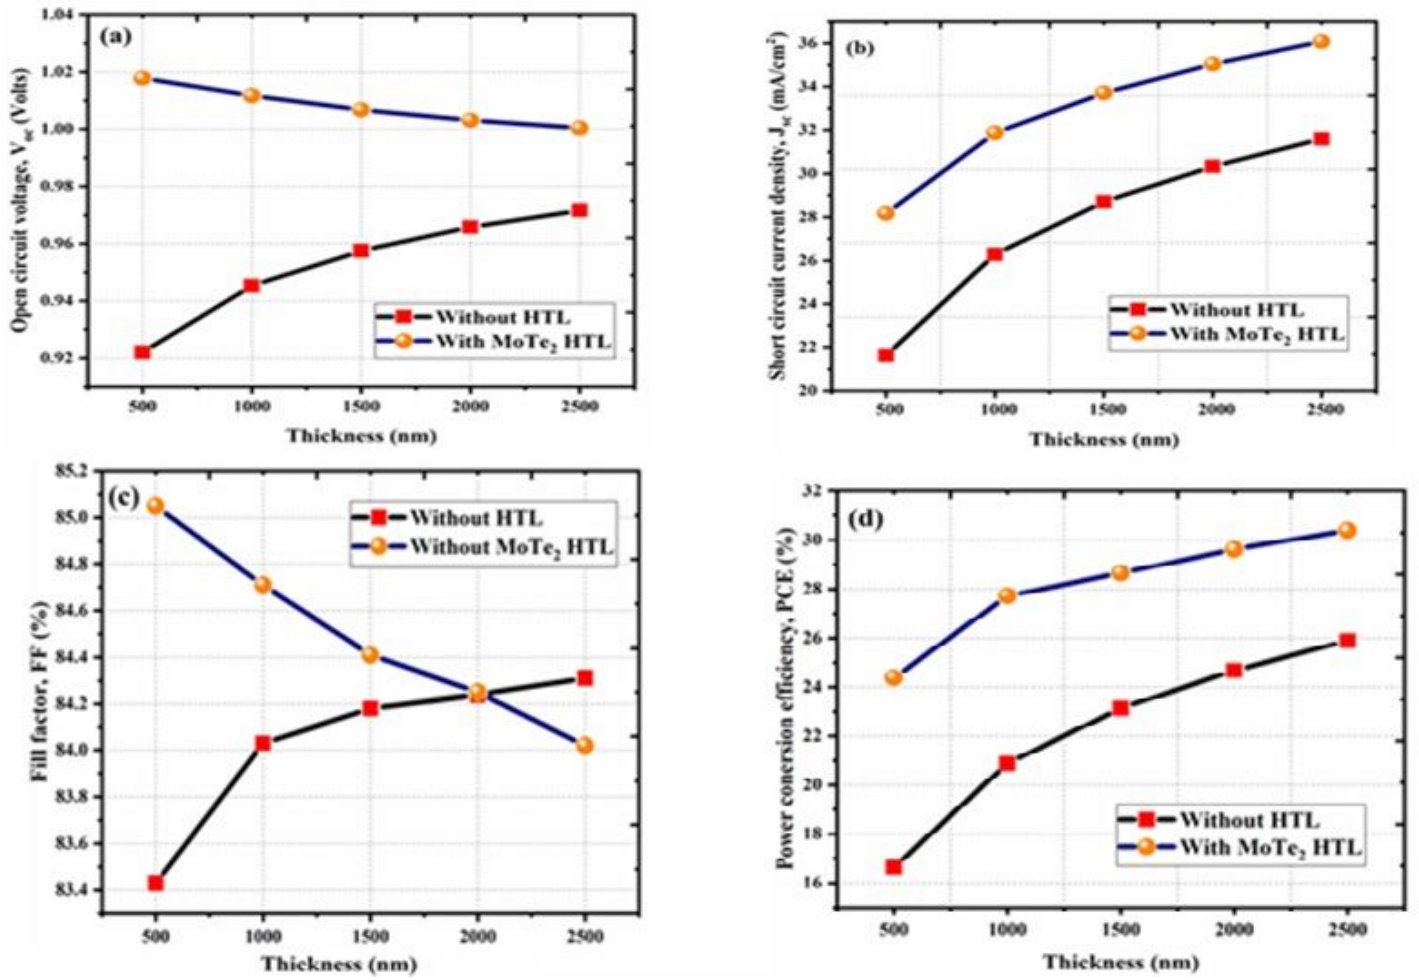 (a)
Open circuit voltage, Voc (Volts)
1.04
1.02
1.00
0.98
0.96
0.94
0.92
Without HTL
With MoTe2 HTL
500 1000 1500 2000 2500
Thickness (nm)
(b)
Short circuit current density, Jsc (mA/cm²)
36
34
32
30
28
26
24
22
20
Without HTL
With MoTe2 HTL
500 1000 1500 2000 2500
Thickness (nm)
(c)
Fill factor, FF (%)
85.2
85.0
84.8
84.6
84.4
84.2
84.0
83.8
83.6
83.4
Without HTL
Without MoTe2 HTL
500 1000 1500 2000 2500
Thickness (nm)
(d)
Power conersion efficiency, PCE (%)
32
30
28
26
24
22
20
18
16
Without HTL
With MoTe2 HTL
500 1000 1500 2000 2500
Thickness (nm)